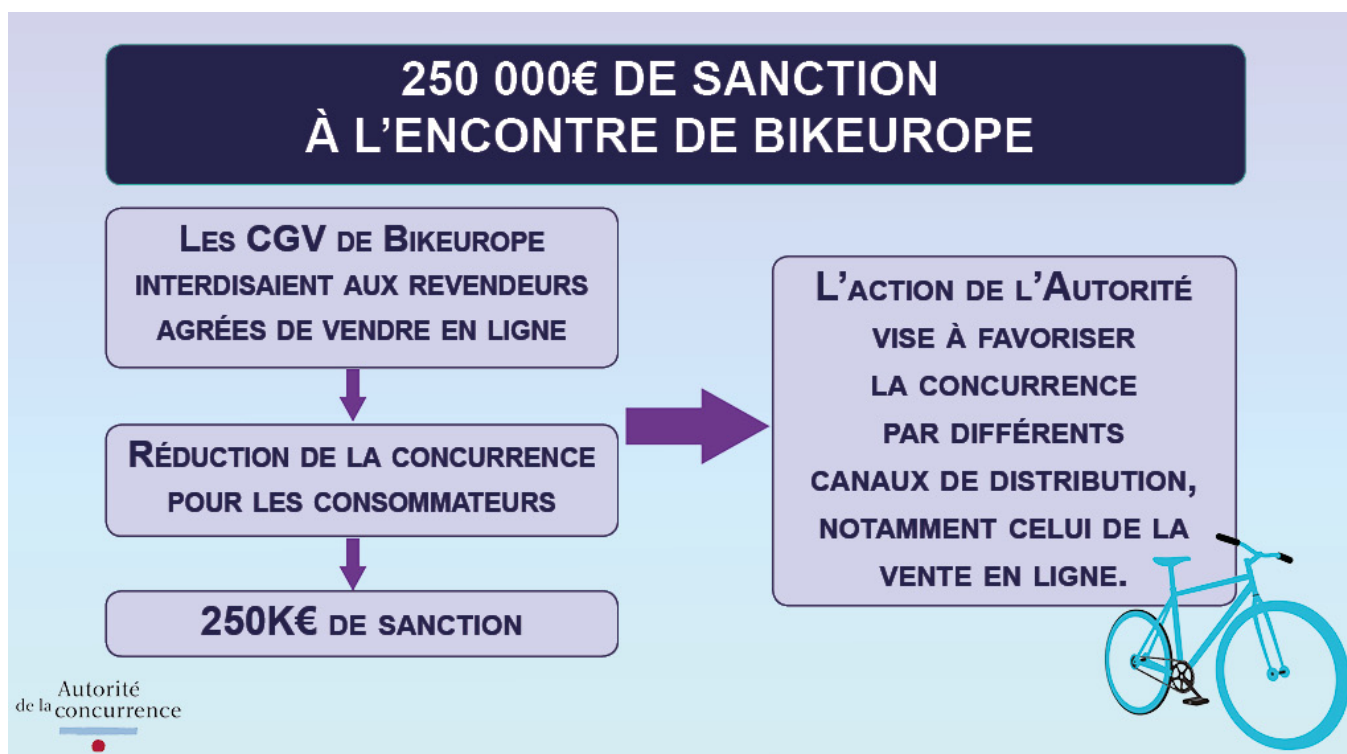 250 000€ DE SANCTION
À L'ENCONTRE DE BIKEUROPE
LES CGV DE BIKEUROPE
INTERDISAIENT AUX REVENDEURS
AGRÉES DE VENDRE EN LIGNE
RÉDUCTION DE LA CONCURRENCE
POUR LES CONSOMMATEURS
250K€ DE SANCTION
L'ACTION DE L'AUTORITÉ
VISE À FAVORISER
LA CONCURRENCE
PAR DIFFÉRENTS
CANAUX DE DISTRIBUTION,
NOTAMMENT CELUI DE LA
VENTE EN LIGNE.
Autorité
de la concurrence